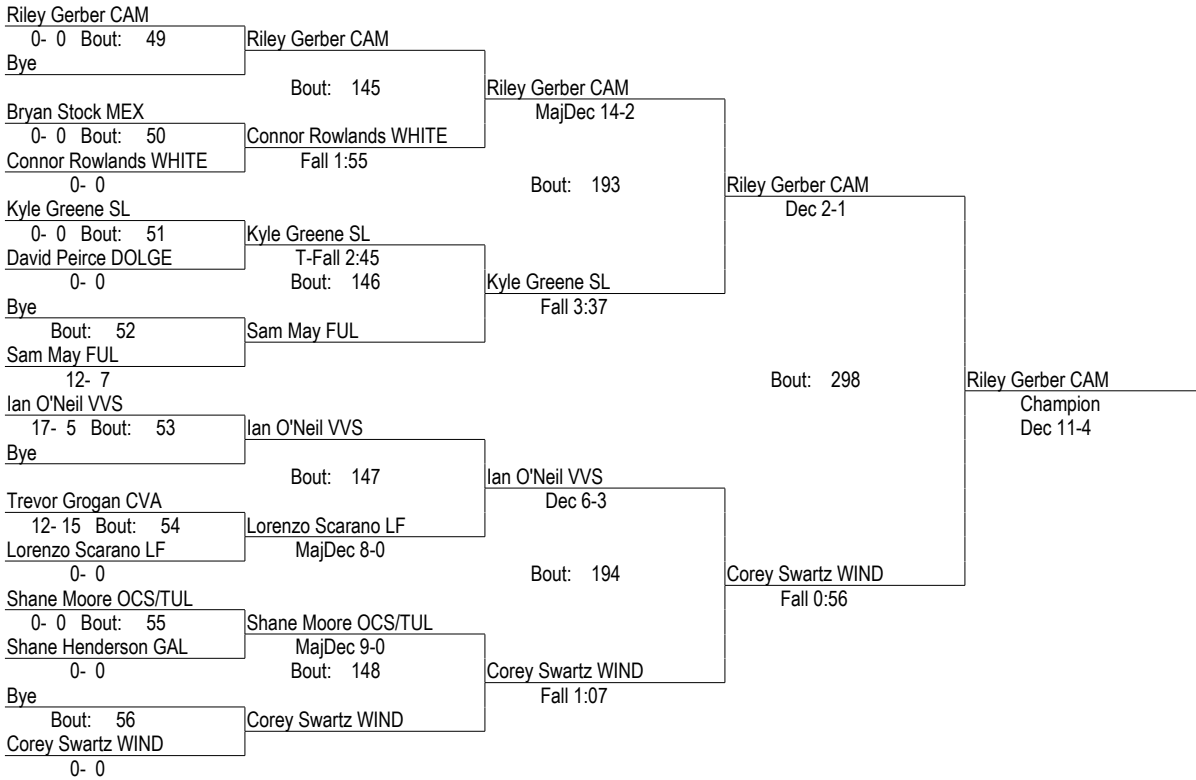 Riley Gerber CAM
0- 0 Bout: 49
Riley Gerber CAM
Bye
Bout: 145
Riley Gerber CAM
Bryan Stock MEX
MajDec 14-2
0- 0 Bout: 50
Connor Rowlands WHITE
Connor Rowlands WHITE
Fall 1:55
0- 0
Bout: 193
Riley Gerber CAM
Kyle Greene SL
Dec 2-1
0- 0 Bout: 51
Kyle Greene SL
David Peirce DOLGE
T-Fall 2:45
0- 0
Bout: 146
Kyle Greene SL
Bye
Fall 3:37
Bout: 52
Sam May FUL
Sam May FUL
12- 7
Bout: 298
Riley Gerber CAM
Ian O'Neil VVS
Champion
17- 5 Bout: 53
Ian O'Neil VVS
Dec 11-4
Bye
Bout: 147
Ian O'Neil VVS
Trevor Grogan CVA
Dec 6-3
12- 15 Bout: 54
Lorenzo Scarano LF
Lorenzo Scarano LF
MajDec 8-0
0- 0
Bout: 194
Corey Swartz WIND
Shane Moore OCS/TUL
Fall 0:56
0- 0 Bout: 55
Shane Moore OCS/TUL
Shane Henderson GAL
MajDec 9-0
0- 0
Bout: 148
Corey Swartz WIND
Bye
Fall 1:07
Bout: 56
Corey Swartz WIND
Corey Swartz WIND
0- 0